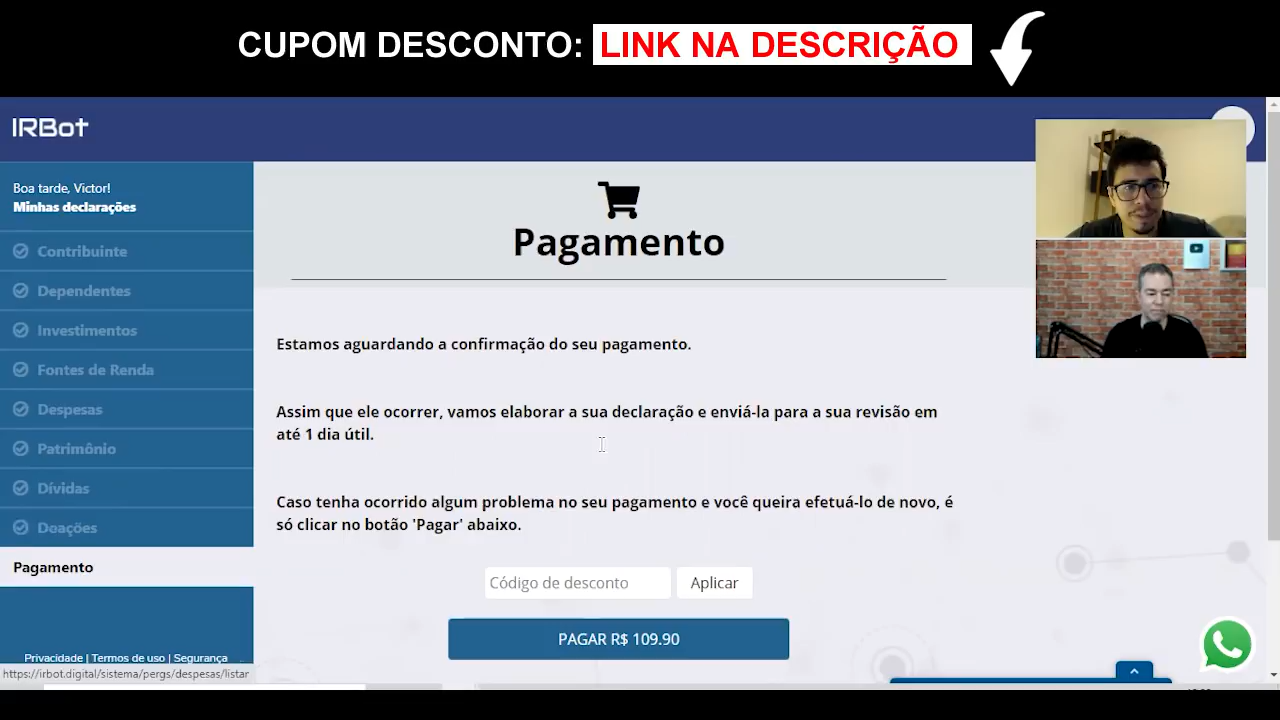 CUPOM DESCONTO: LINK NA DESCRIÇÃO
IRBot
Boa tarde, Victor!
Minhas declarações
Contribuinte
Dependentes
Investimentos
Fontes de Renda
Despesas
Patrimônio
Dívidas
Doações
Pagamento
Privacidade | Termos de uso | Segurança
https://irbot.digital/sistema/pergs/despesas/listar
Pagamento
Estamos aguardando a confirmação do seu pagamento.
Assim que ele ocorrer, vamos elaborar a sua declaração e enviá-la para a sua revisão em
até 1 dia útil.
Caso tenha ocorrido algum problema no seu pagamento e você queira efetuá-lo de novo, é
só clicar no botão 'Pagar' abaixo.
Código de desconto
Aplicar
PAGAR R$ 109.90